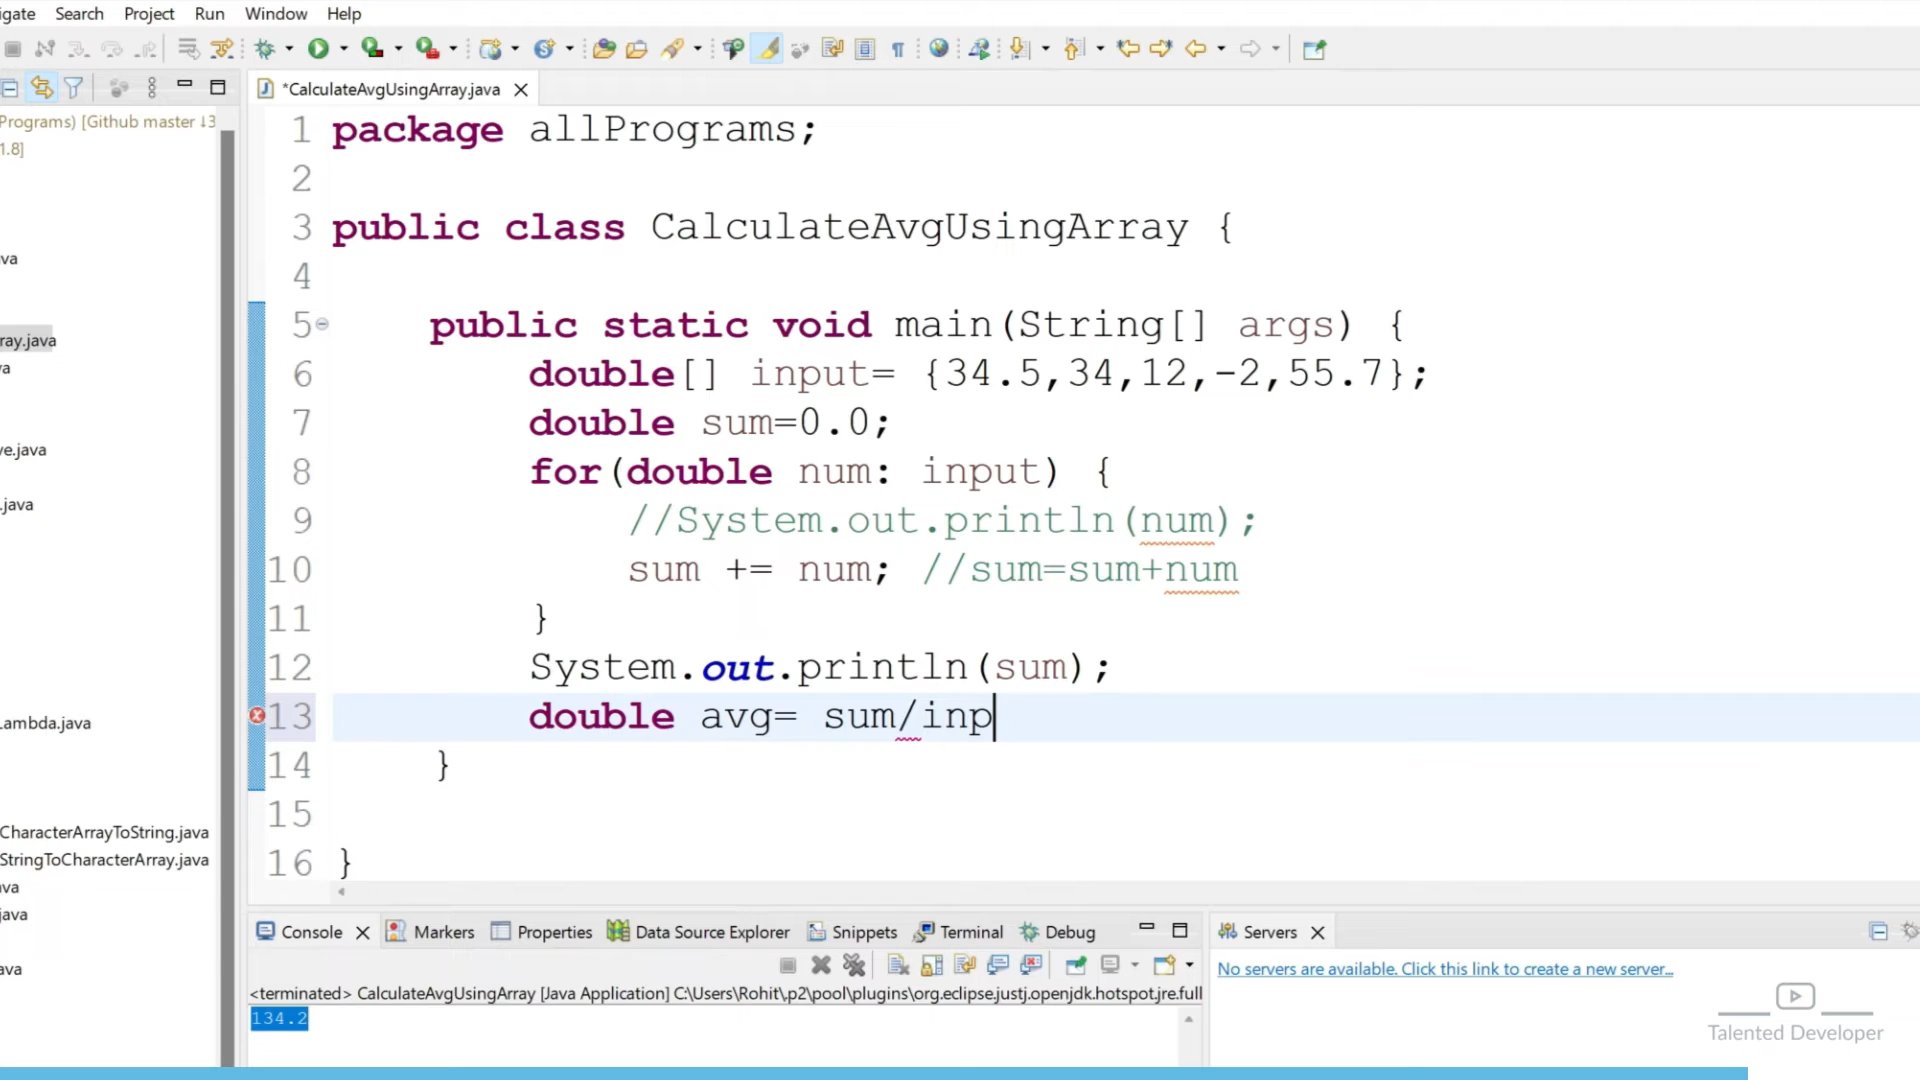 igate Search Project Run Window Help
*CalculateAvgUsingArray.java
Programs) [Github master ↓3
1.8]
va
ray.java
a
ve.java
.java
Lambda.java
CharacterArrayToString.java
StringToCharacterArray.java
va
java
ava
1 package allPrograms;
2
3 public class CalculateAvgUsingArray {
4
5 public static void main(String[] args) {
6 double[] input= {34.5,34,12,-2,55.7};
7 double sum=0.0;
8 for(double num: input) {
9 //System.out.println(num);
10 sum += num; //sum=sum+num
11 }
12 System.out.println(sum);
13 double avg= sum/inp
14 }
15
16 }
Console Markers Properties Data Source Explorer Snippets Terminal Debug
<terminated> CalculateAvgUsingArray [Java Application] C:\Users\Rohit\.p2\pool\plugins\org.eclipse.justj.openjdk.hotspot.jre.full
134.2
Servers
No servers are available. Click this link to create a new server...
Talented Developer